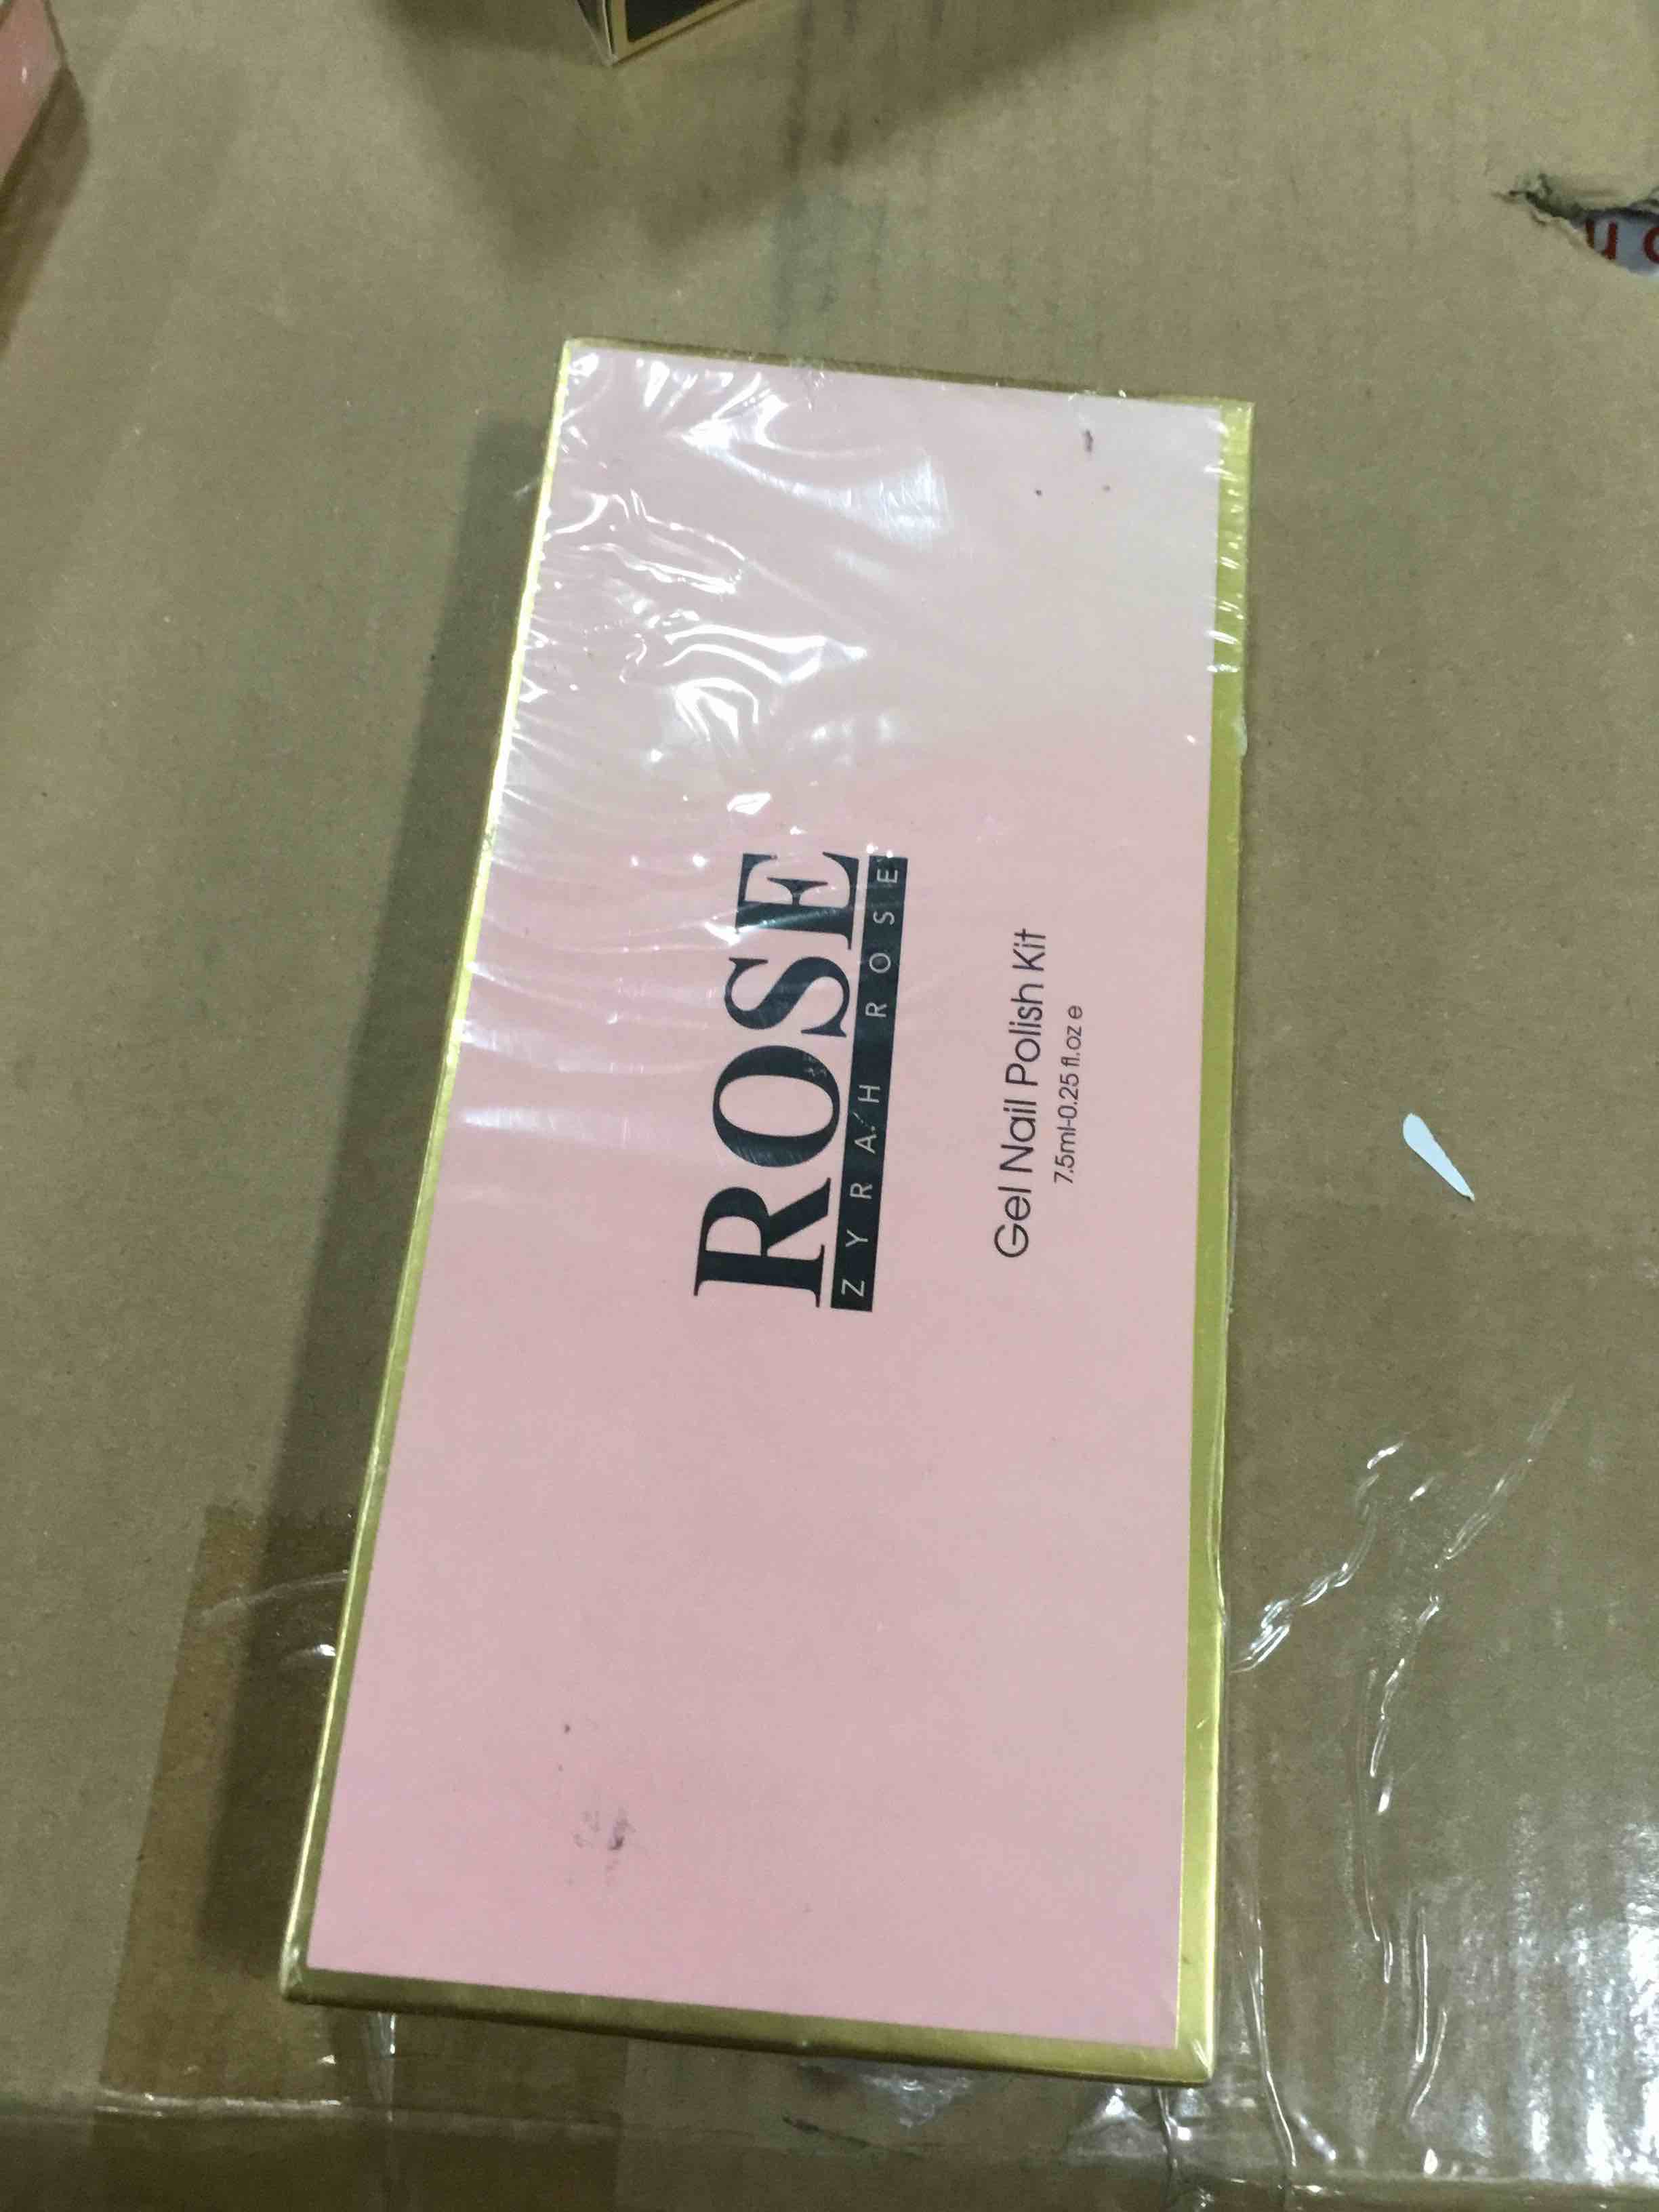 ROSE
ZYRAH ROSE
Gel Nail Polish Kit
7.5ml-0.25 fl.oz e